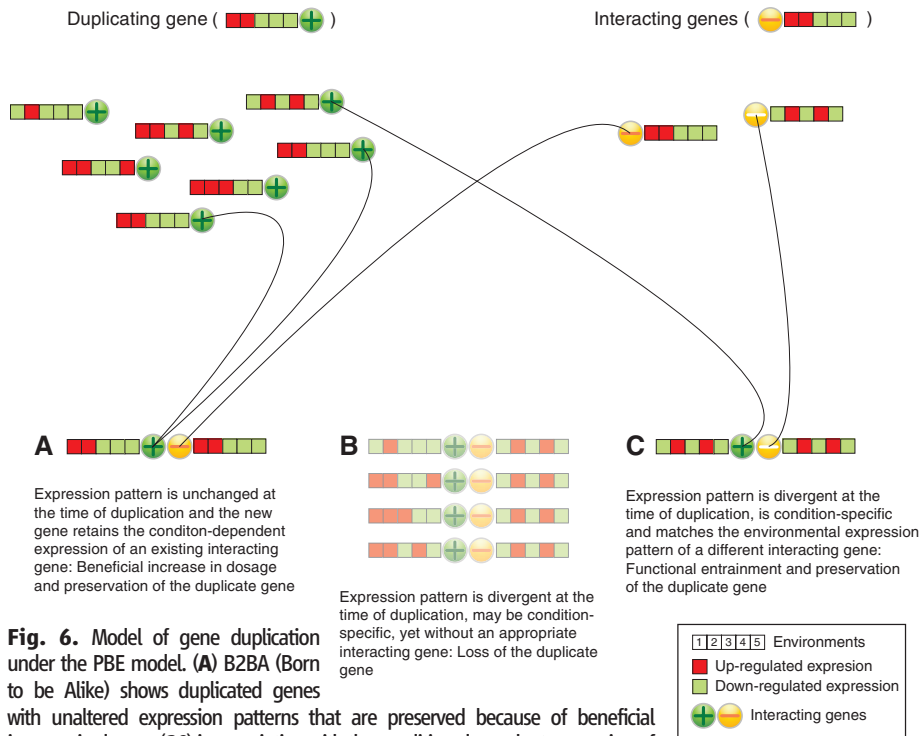 Duplicating gene ( )
Interacting genes ( )
A
Expression pattern is unchanged at
the time of duplication and the new
gene retains the conditon-dependent
expression of an existing interacting
gene: Beneficial increase in dosage
and preservation of the duplicate gene
B
Expression pattern is divergent at the
time of duplication, may be condition-
specific, yet without an appropriate
interacting gene: Loss of the duplicate
gene
C
Expression pattern is divergent at the
time of duplication, is condition-specific
and matches the environmental expression
pattern of a different interacting gene:
Functional entrainment and preservation
of the duplicate gene
Fig. 6. Model of gene duplication
under the PBE model. (A) B2BA (Born
to be Alike) shows duplicated genes
with unaltered expression patterns that are preserved because of beneficial
1 2 3 4 5 Environments
Up-regulated expresion
Down-regulated expression
Interacting genes